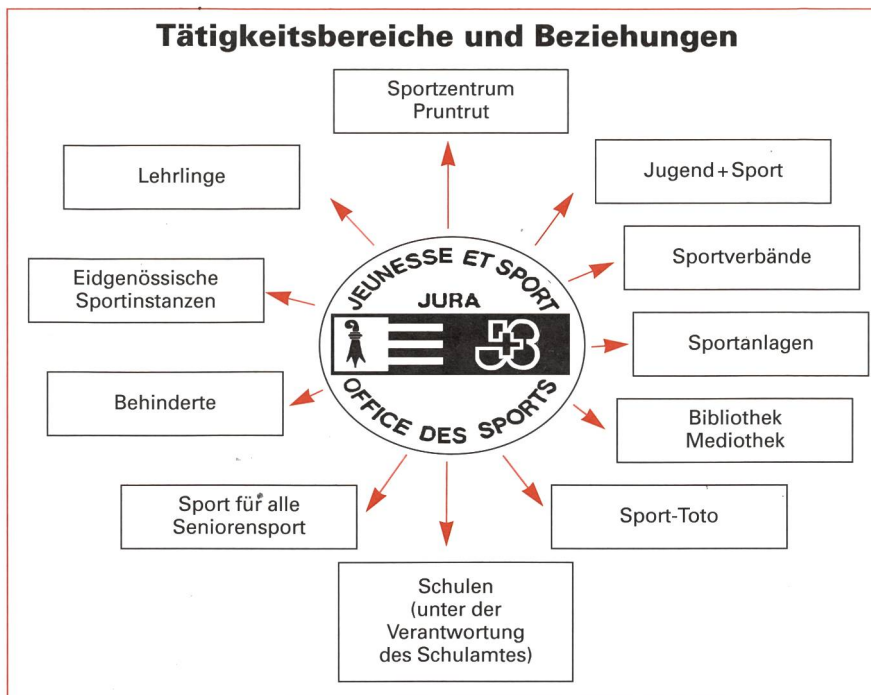 Tätigkeitsbereiche und Beziehungen
Sportzentrum
Pruntrut
Lehrlinge
Jugend+Sport
Eidgenössische
Sportinstanzen
Sportverbände
JEUNESSE ET SPORT
JURA
J+S
OFFICE DES SPORTS
Sportanlagen
Behinderte
Bibliothek
Mediothek
Sport für alle
Seniorensport
Sport-Toto
Schulen
(unter der
Verantwortung
des Schulamtes)